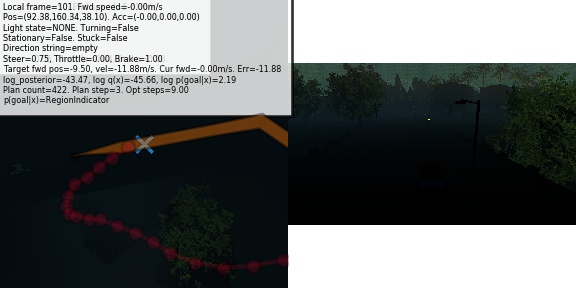 Local frame=101: Fwd speed=-0.00m/s
Pos=(92.38,160.34,38.10). Acc=(-0.00,0.00,0.00)
Light state=NONE. Turning=False
Stationary=False. Stuck=False
Direction string=empty
Steer=0.75, Throttle=0.00, Brake=1.00
Target fwd pos=-9.50, vel=-11.88m/s. Cur fwd=-0.00m/s. Err=-11.88
log_posterior=-43.47, log q(x)=-45.66, log p(goal|x)=2.19
Plan count=422. Plan step=3. Opt steps=9.00
p(goal|x)=RegionIndicator